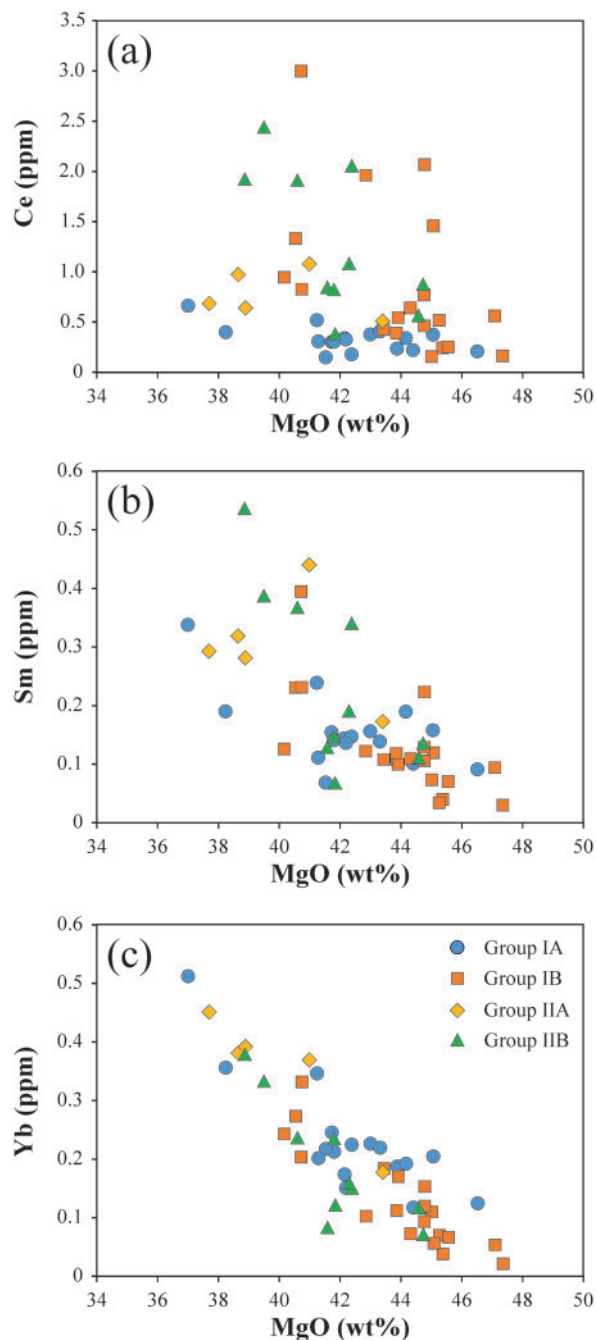 (a)
3.5
3.0
2.5
2.0
1.5
1.0
0.5
0
Ce (ppm)
34 36 38 40 42 44 46 48 50
MgO (wt%)
(b)
0.6
0.5
0.4
0.3
0.2
0.1
0
Sm (ppm)
34 36 38 40 42 44 46 48 50
MgO (wt%)
(c)
Group IA
Group IB
Group IIA
Group IIB
0.6
0.5
0.4
0.3
0.2
0.1
0.0
Yb (ppm)
34 36 38 40 42 44 46 48 50
MgO (wt%)